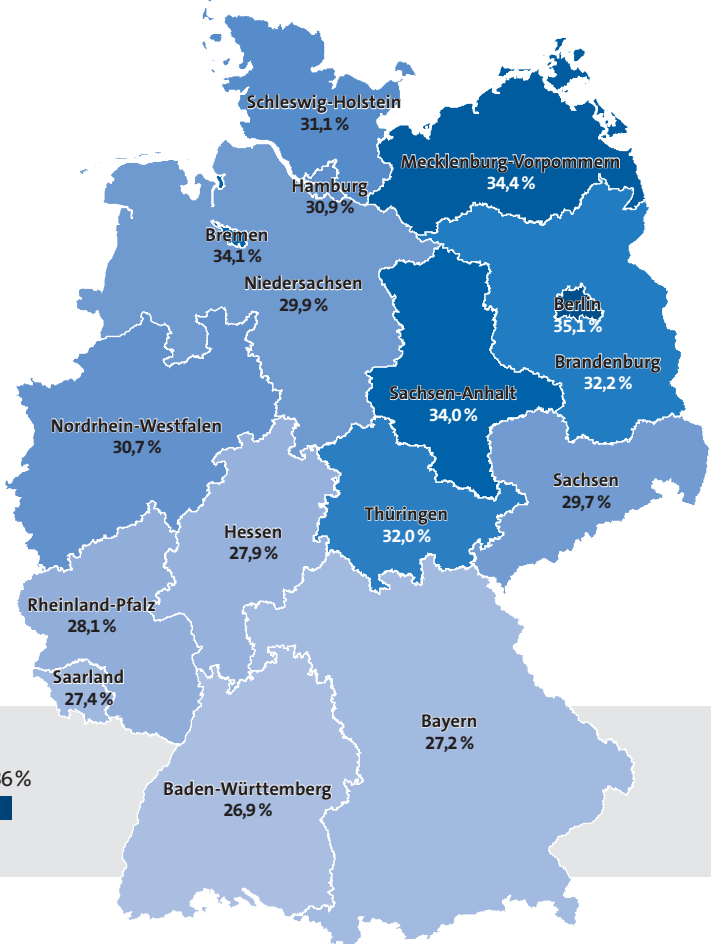 Schleswig-Holstein
31,1 %
Mecklenburg-Vorpommern
34,4 %
Hamburg
30,9 %
Bremen
34,1 %
Niedersachsen
29,9 %
Berlin
35,1 %
Brandenburg
32,2 %
Sachsen-Anhalt
34,0 %
Nordrhein-Westfalen
30,7 %
Sachsen
29,7 %
Thüringen
32,0 %
Hessen
27,9 %
Rheinland-Pfalz
28,1 %
Saarland
27,4 %
Bayern
27,2 %
36 %
Baden-Württemberg
26,9 %